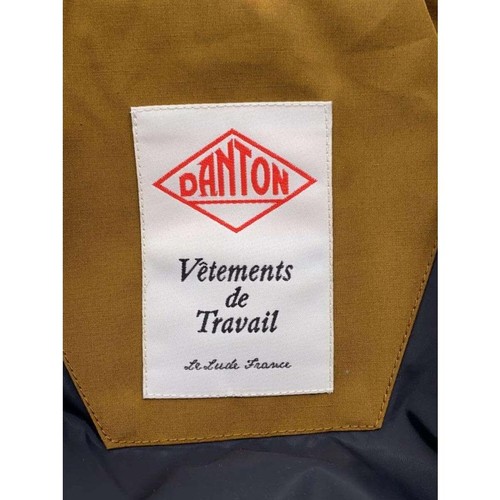 DANTON
Vêtements
de
Travail
Le Lude France